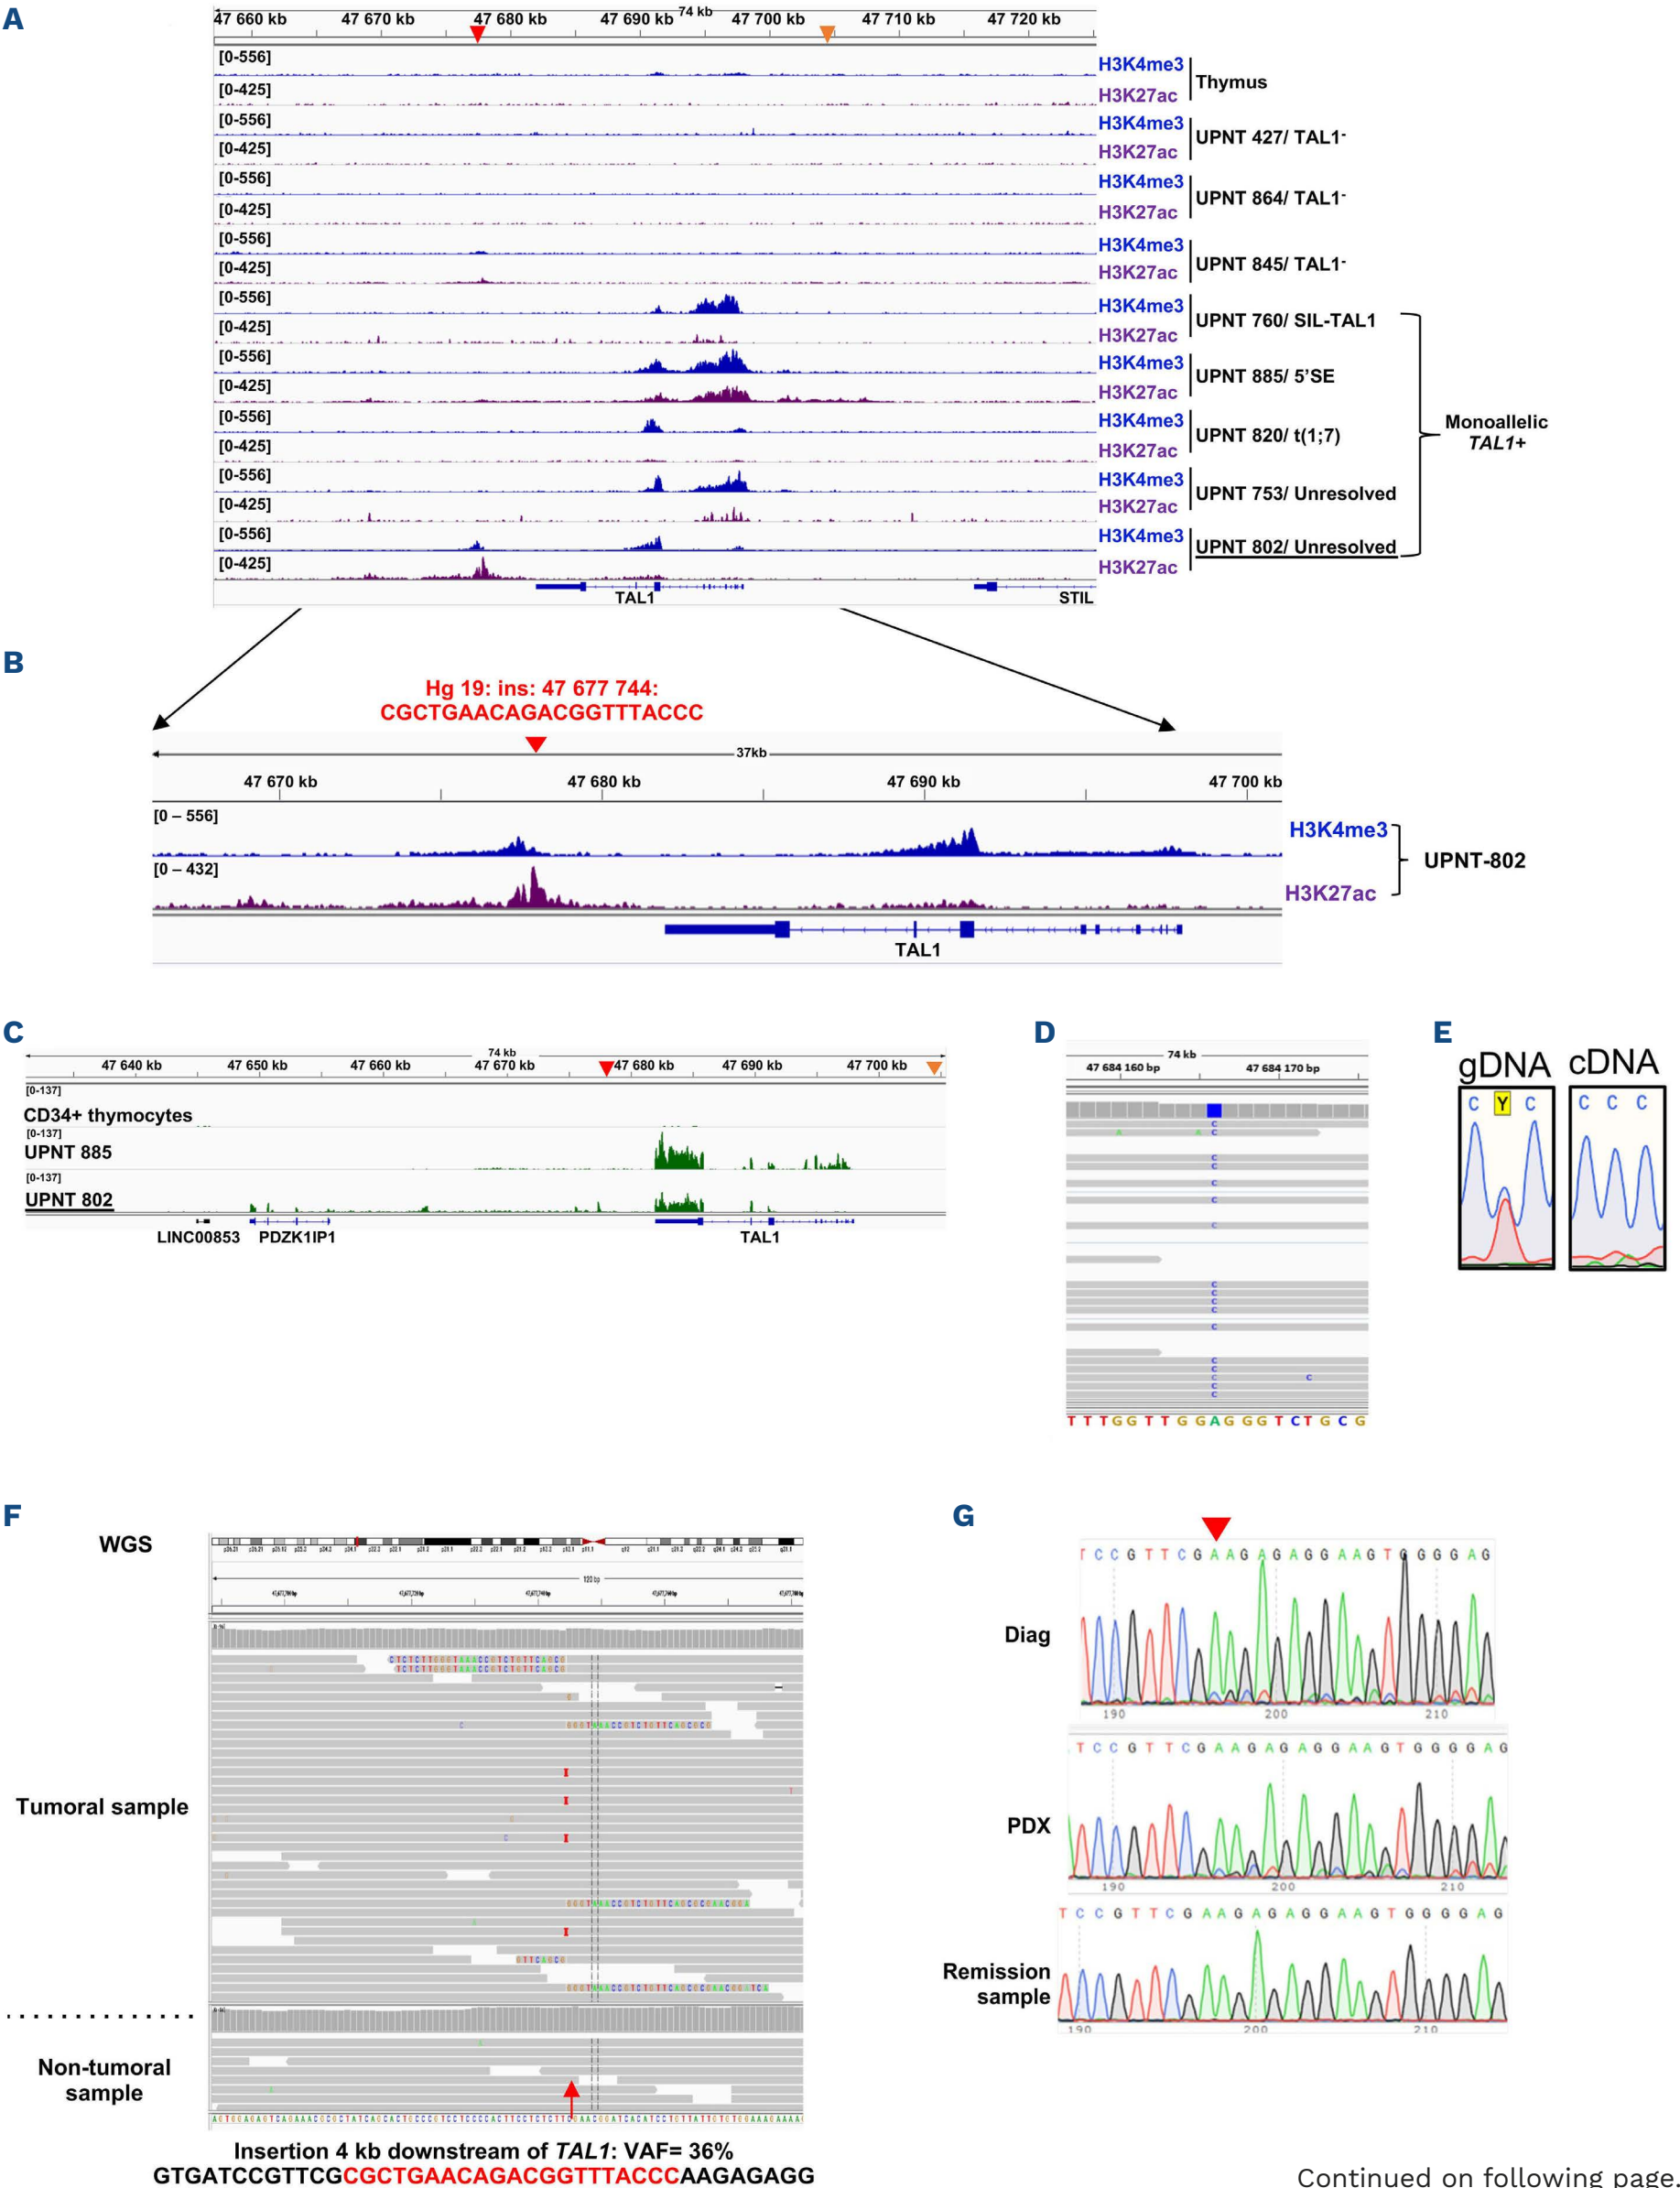 A
47 660 kb 47 670 kb 47 680 kb 47 690 kb 74 kb 47 700 kb 47 710 kb 47 720 kb
[0-556] H3K4me3
[0-425] H3K27ac
Thymus
[0-556] H3K4me3
[0-425] H3K27ac
UPNT 427/ TAL1-
[0-556] H3K4me3
[0-425] H3K27ac
UPNT 864/ TAL1-
[0-556] H3K4me3
[0-425] H3K27ac
UPNT 845/ TAL1-
[0-556] H3K4me3
[0-425] H3K27ac
UPNT 760/ SIL-TAL1
[0-556] H3K4me3
[0-425] H3K27ac
UPNT 885/ 5'SE
[0-556] H3K4me3
[0-425] H3K27ac
UPNT 820/ t(1;7)
[0-556] H3K4me3
[0-425] H3K27ac
UPNT 753/ Unresolved
[0-556] H3K4me3
[0-425] H3K27ac
UPNT 802/ Unresolved
Monoallelic
TAL1+
TAL1 STIL
B
Hg 19: ins: 47 677 744:
CGCTGAACAGACGGTTTACCC
37kb
47 670 kb 47 680 kb 47 690 kb 47 700 kb
[0 – 556] H3K4me3
[0 – 432] H3K27ac
UPNT-802
TAL1
C
74 kb
47 640 kb 47 650 kb 47 660 kb 47 670 kb 47 680 kb 47 690 kb 47 700 kb
[0-137]
CD34+ thymocytes
[0-137]
UPNT 885
[0-137]
UPNT 802
LINC00853 PDZK1IP1 TAL1
D
74 kb
47 684 160 bp 47 684 170 bp
C
A A C
C
C
C
C
C
C
C
C
C
C
C
C
C C
C
C
T T T G G T T G G A G G G T C T G C G
E
gDNA cDNA
C Y C C C C
F
WGS
120 bp
Tumoral sample
Non-tumoral
sample
Insertion 4 kb downstream of TAL1: VAF= 36%
GTGATCCGTTCGCGCTGAACAGACGGTTTACCCAAGAGAGG
G
T C C G T T C G A A G A G A G G A A G T G G G G A G
Diag
190 200 210
T C C G T T C G A A G A G A G G A A G T G G G G A G
PDX
190 200 210
T C C G T T C G A A G A G A G G A A G T G G G G A G
Remission
sample
190 200 210
Continued on following page.